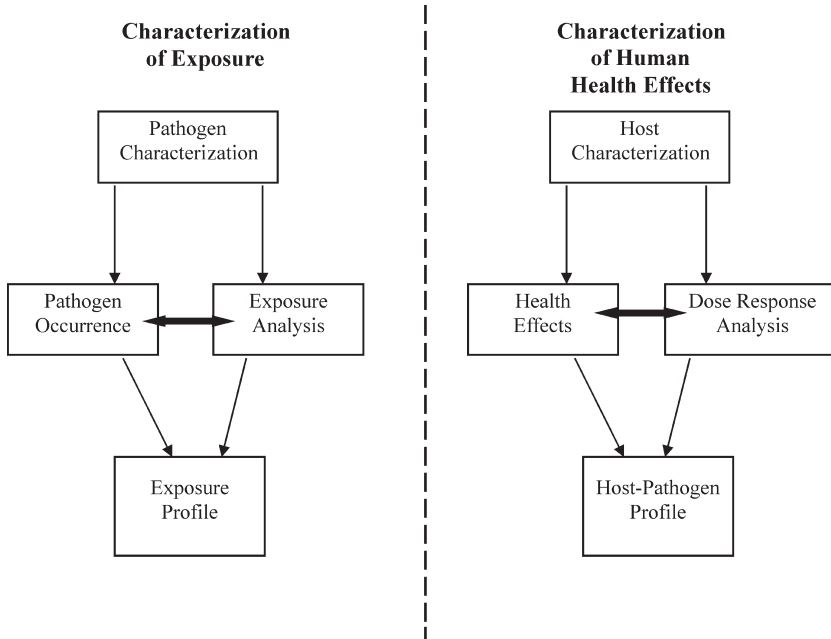 Characterization
of Exposure
Pathogen
Characterization
Pathogen
Occurrence
Exposure
Analysis
Exposure
Profile
Characterization
of Human
Health Effects
Host
Characterization
Health
Effects
Dose Response
Analysis
Host-Pathogen
Profile